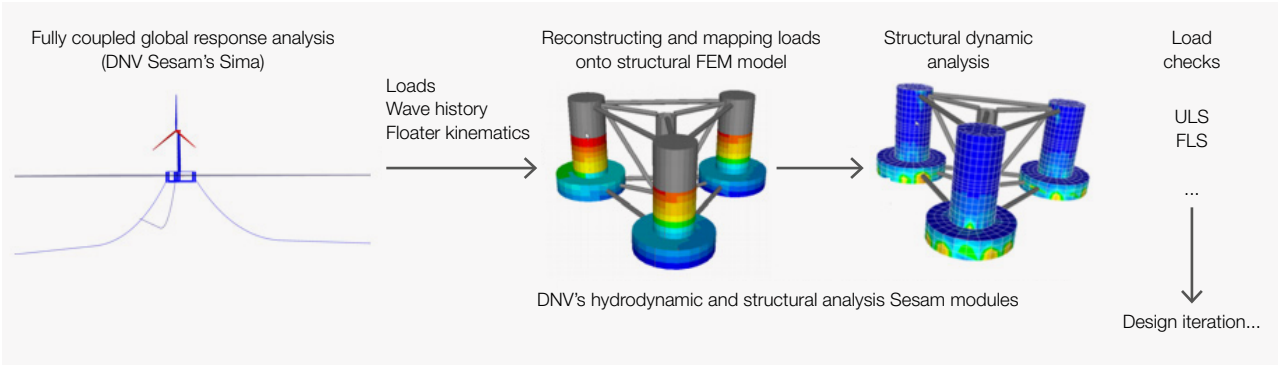 Fully coupled global response analysis
(DNV Sesam's Sima)
Loads
Wave history
Floater kinematics
Reconstructing and mapping loads
onto structural FEM model
Structural dynamic
analysis
DNV's hydrodynamic and structural analysis Sesam modules
Load
checks
ULS
FLS
...
Design iteration...